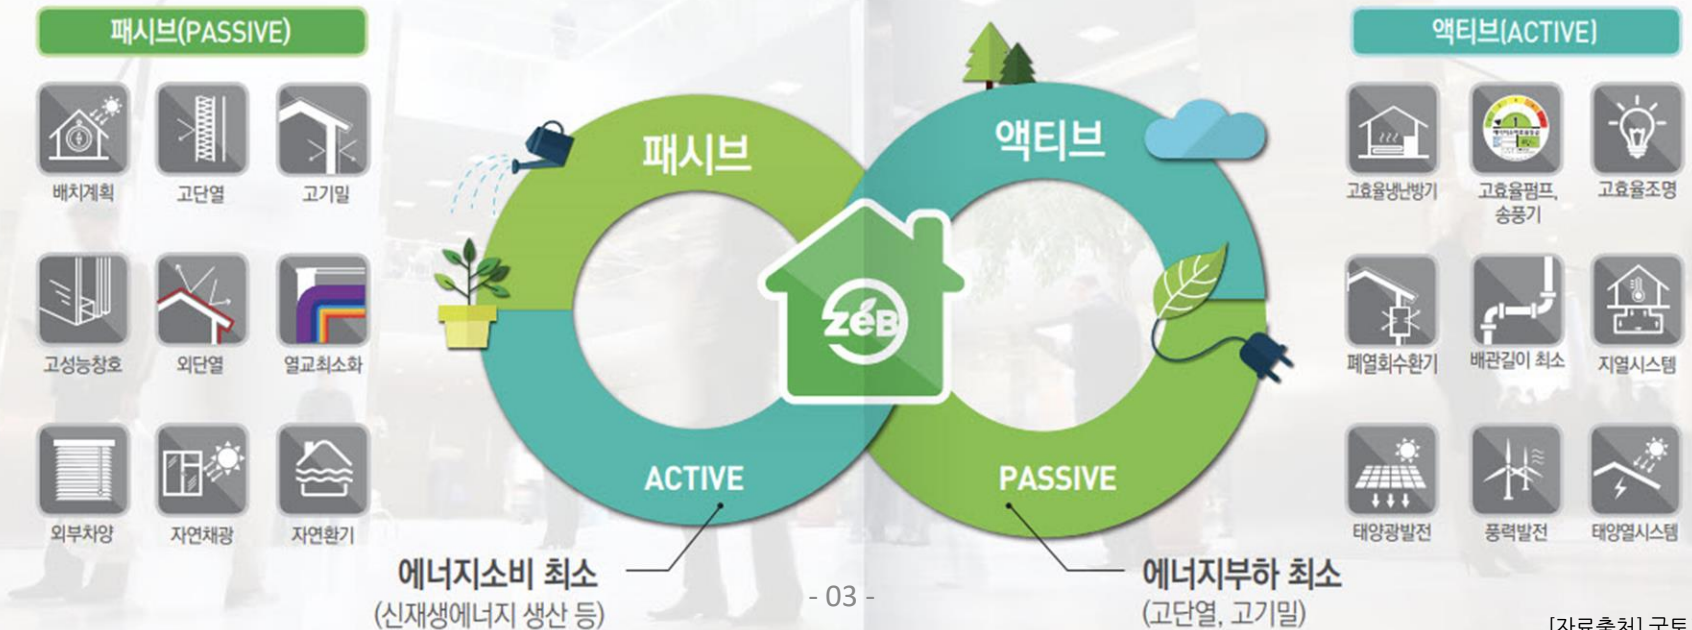 패시브(PASSIVE)
배치계획
고단열
고기밀
고성능창호
외단열
열교최소화
외부차양
자연채광
자연환기
패시브
액티브
zeB
ACTIVE
PASSIVE
에너지소비 최소
(신재생에너지 생산 등)
에너지부하 최소
(고단열, 고기밀)
- 03 -
액티브(ACTIVE)
고효율냉난방기
고효율펌프,
송풍기
고효율조명
폐열회수환기
배관길이 최소
지열시스템
태양광발전
풍력발전
태양열시스템
[자료출처] 국토